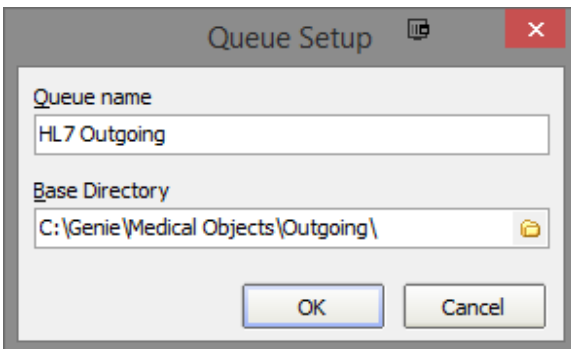 Queue Setup
Queue name
HL7 Outgoing
Base Directory
C:\Genie\Medical Objects\Outgoing\
OK Cancel